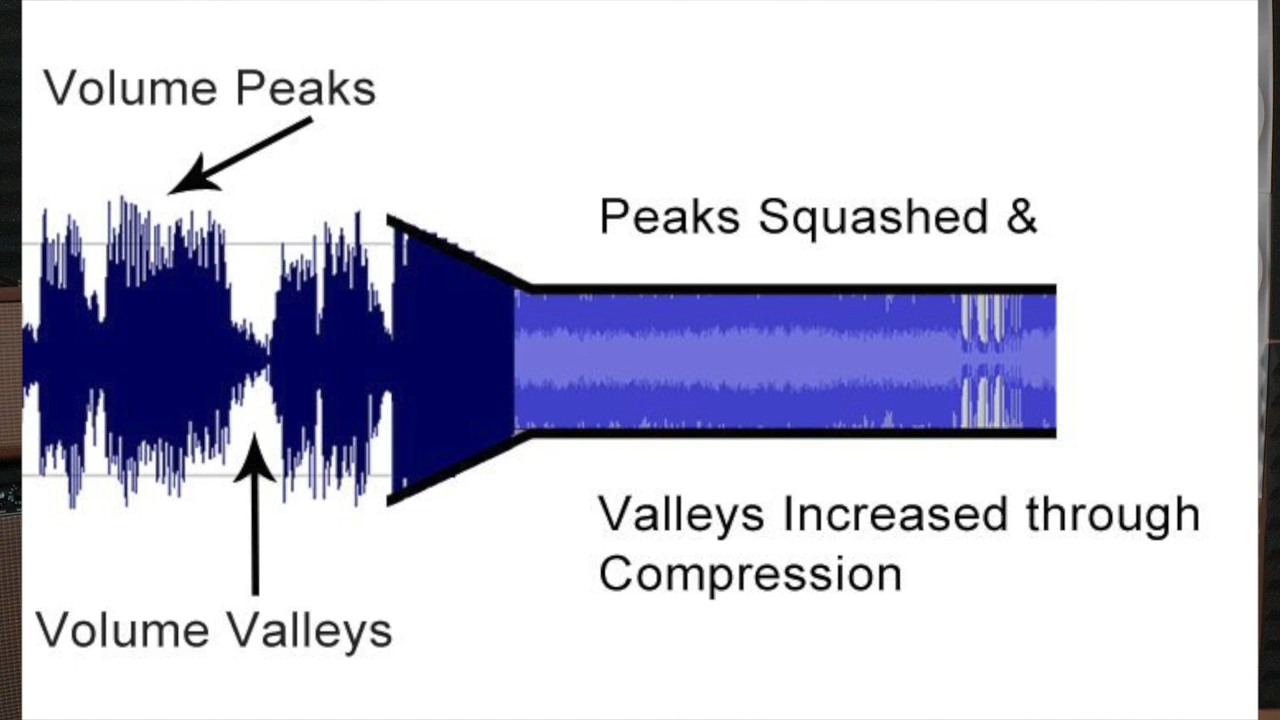 Volume Peaks
Peaks Squashed &
Valleys Increased through
Compression
Volume Valleys